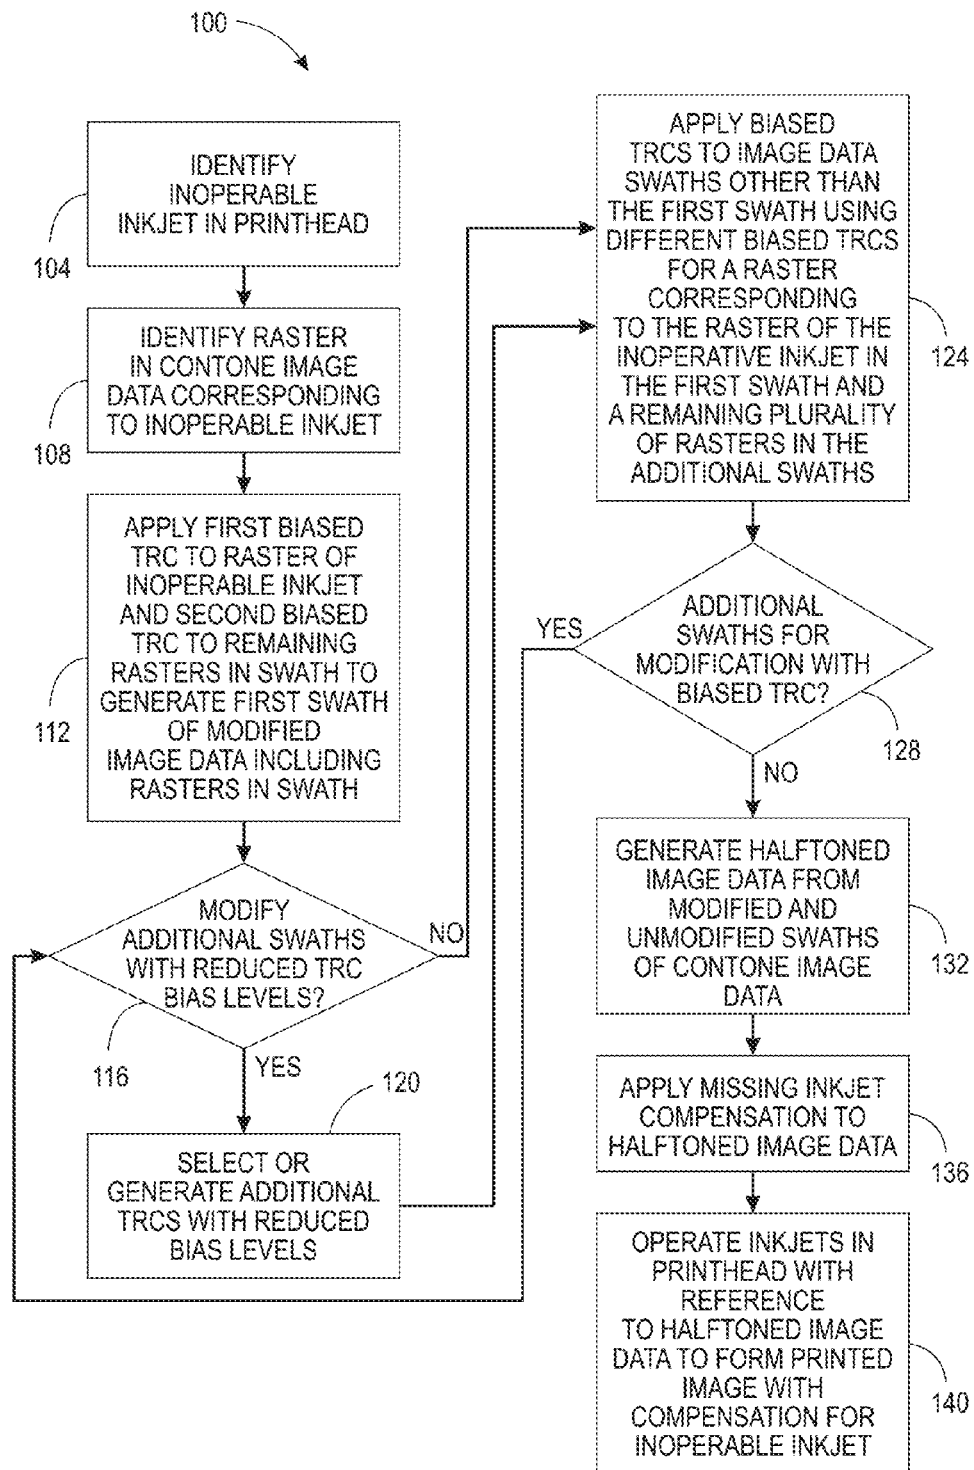 100
IDENTIFY
INOPERABLE
INKJET IN PRINTHEAD
104
IDENTIFY RASTER
IN CONTONE IMAGE
DATA CORRESPONDING
TO INOPERABLE INKJET
108
APPLY FIRST BIASED
TRC TO RASTER OF
INOPERABLE INKJET
AND SECOND BIASED
TRC TO REMAINING
RASTERS IN SWATH TO
GENERATE FIRST SWATH
OF MODIFIED
IMAGE DATA INCLUDING
RASTERS IN SWATH
112
MODIFY
ADDITIONAL SWATHS
WITH REDUCED TRC
BIAS LEVELS?
NO
116
YES
120
SELECT OR
GENERATE ADDITIONAL
TRCS WITH REDUCED
BIAS LEVELS
APPLY BIASED
TRCS TO IMAGE DATA
SWATHS OTHER THAN
THE FIRST SWATH USING
DIFFERENT BIASED TRCS
FOR A RASTER
CORRESPONDING
TO THE RASTER OF THE
INOPERATIVE INKJET IN
THE FIRST SWATH AND
A REMAINING PLURALITY
OF RASTERS IN THE
ADDITIONAL SWATHS
124
YES
ADDITIONAL
SWATHS FOR
MODIFICATION WITH
BIASED TRC?
128
NO
GENERATE HALFTONED
IMAGE DATA FROM
MODIFIED AND
UNMODIFIED SWATHS
OF CONTONE IMAGE
DATA
132
APPLY MISSING INKJET
COMPENSATION TO
HALFTONED IMAGE DATA
136
OPERATE INKJETS IN
PRINTHEAD WITH
REFERENCE
TO HALFTONED IMAGE
DATA TO FORM PRINTED
IMAGE WITH
COMPENSATION FOR
INOPERABLE INKJET
140